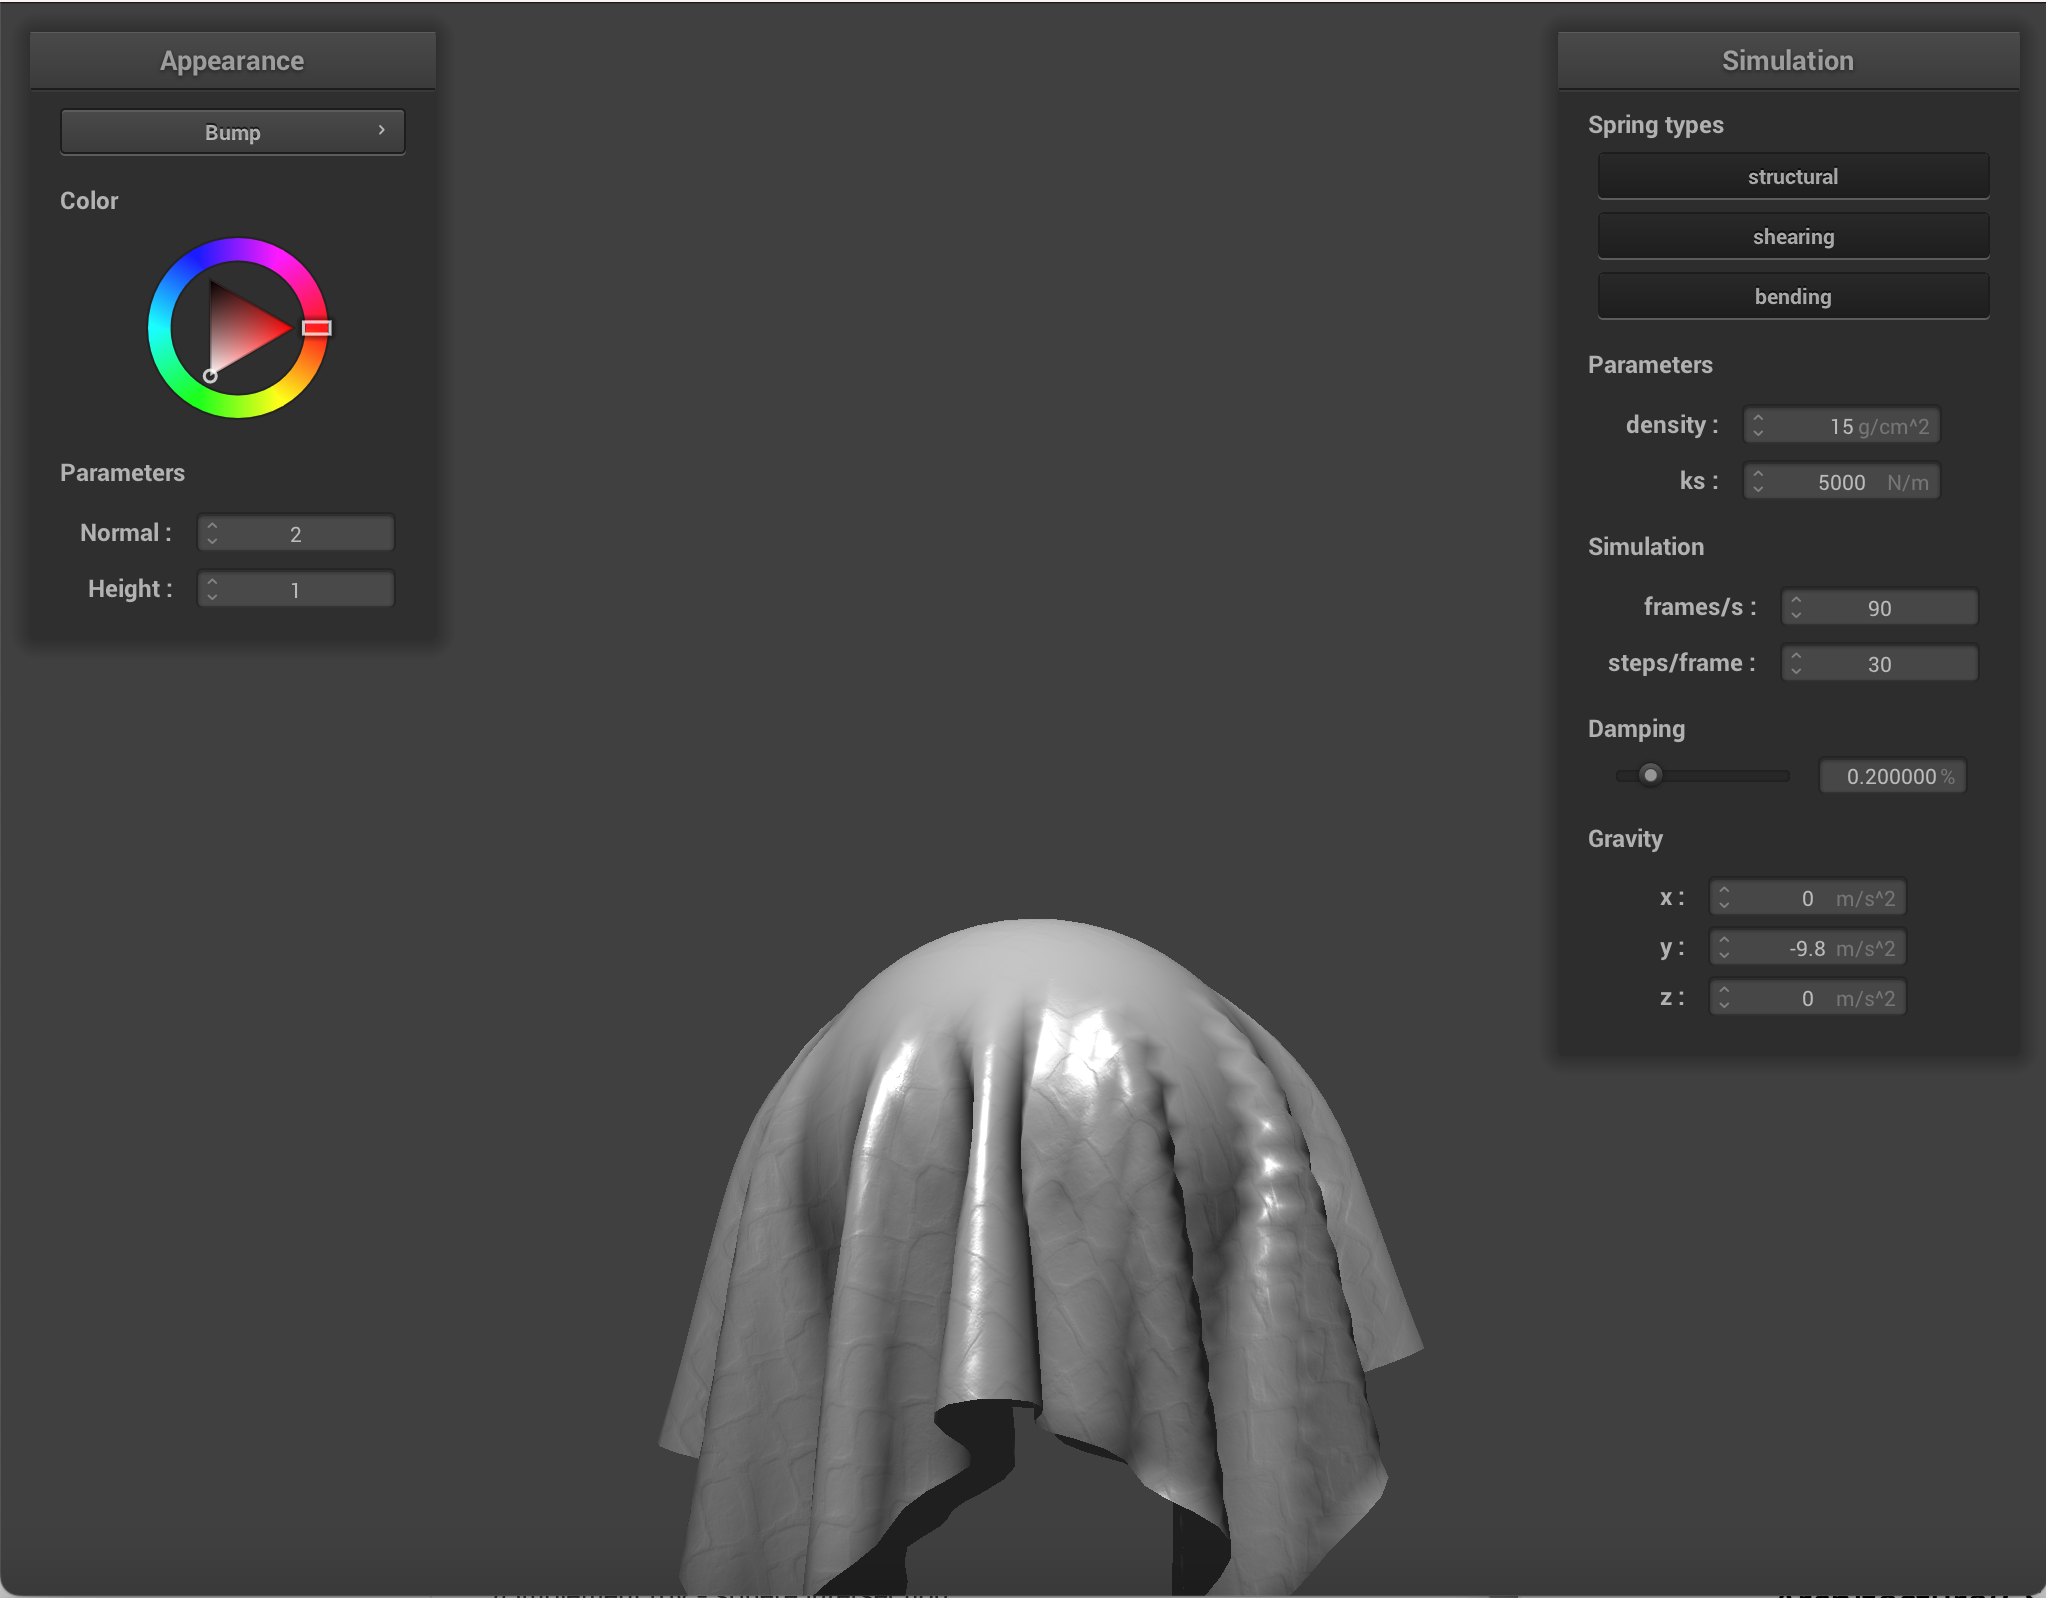 Appearance
Bump
Color
Parameters
Normal : 2
Height : 1
Simulation
Spring types
structural
shearing
bending
Parameters
density : 15 g/cm^2
ks : 5000 N/m
Simulation
frames/s : 90
steps/frame : 30
Damping
0.200000 %
Gravity
x : 0 m/s^2
y : -9.8 m/s^2
z : 0 m/s^2